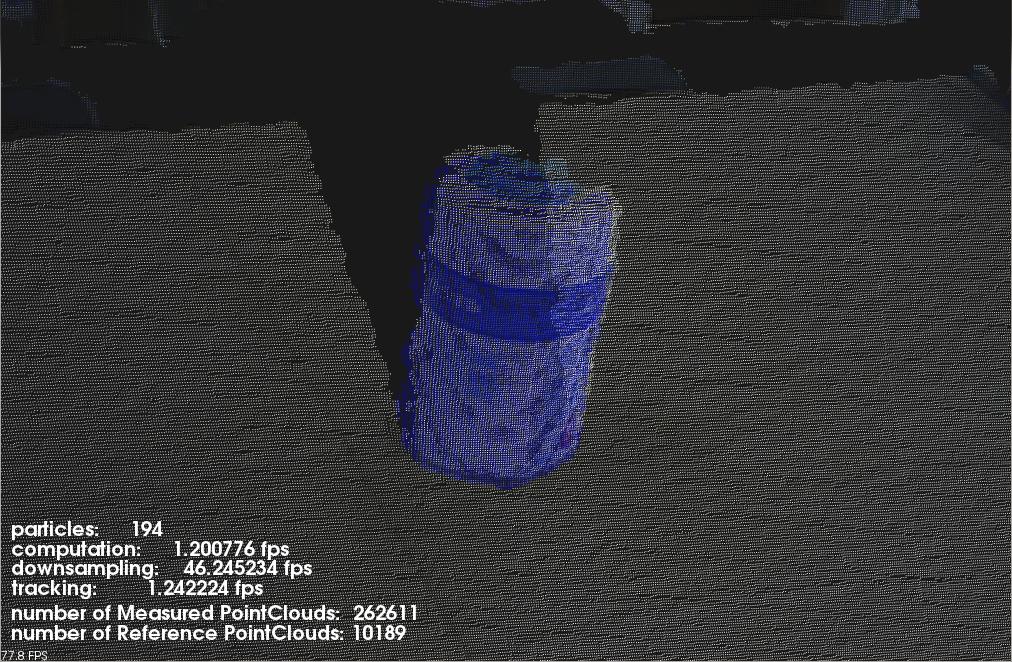 particles: 194
computation: 1.200776 fps
downsampling: 46.245234 fps
tracking: 1.242224 fps
number of Measured PointClouds: 262611
number of Reference PointClouds: 10189
77.8 FPS